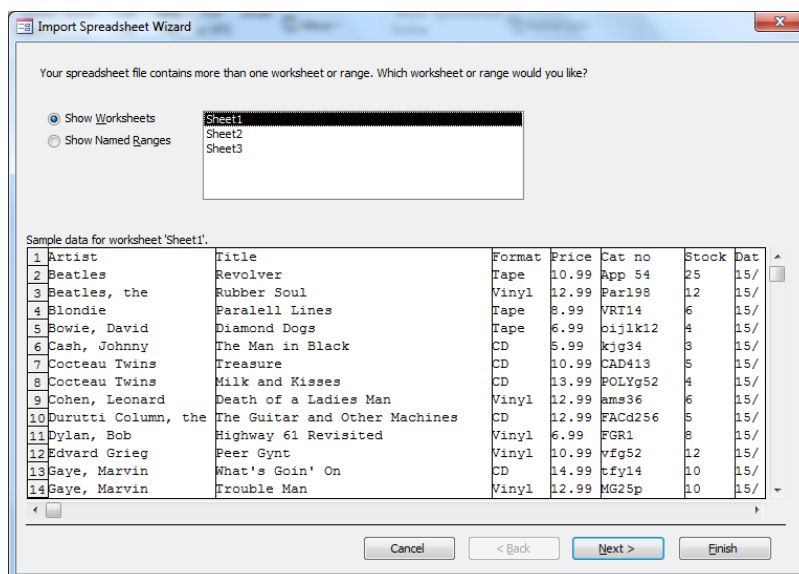 Import Spreadsheet Wizard
Your spreadsheet file contains more than one worksheet or range. Which worksheet or range would you like?
Show Worksheets
Show Named Ranges
Sheet1
Sheet2
Sheet3
Sample data for worksheet 'Sheet1'.
1 Artist Title Format Price Cat no Stock Dat
2 Beatles Revolver Tape 10.99 App 54 25 15/
3 Beatles, the Rubber Soul Vinyl 12.99 Parl98 12 15/
4 Blondie Paralell Lines Tape 8.99 VRT14 6 15/
5 Bowie, David Diamond Dogs Tape 6.99 oijlk12 4 15/
6 Cash, Johnny The Man in Black CD 5.99 kjg34 3 15/
7 Cocteau Twins Treasure CD 10.99 CAD413 5 15/
8 Cocteau Twins Milk and Kisses CD 13.99 POLYg52 4 15/
9 Cohen, Leonard Death of a Ladies Man Vinyl 12.99 ams36 6 15/
10 Durutti Column, the The Guitar and Other Machines CD 12.99 FACd256 5 15/
11 Dylan, Bob Highway 61 Revisited Vinyl 6.99 FGR1 8 15/
12 Edvard Grieg Peer Gynt Vinyl 10.99 vfg52 12 15/
13 Gaye, Marvin What's Goin' On CD 14.99 tfy14 10 15/
14 Gaye, Marvin Trouble Man Vinyl 12.99 MG25p 10 15/
Cancel < Back Next > Finish